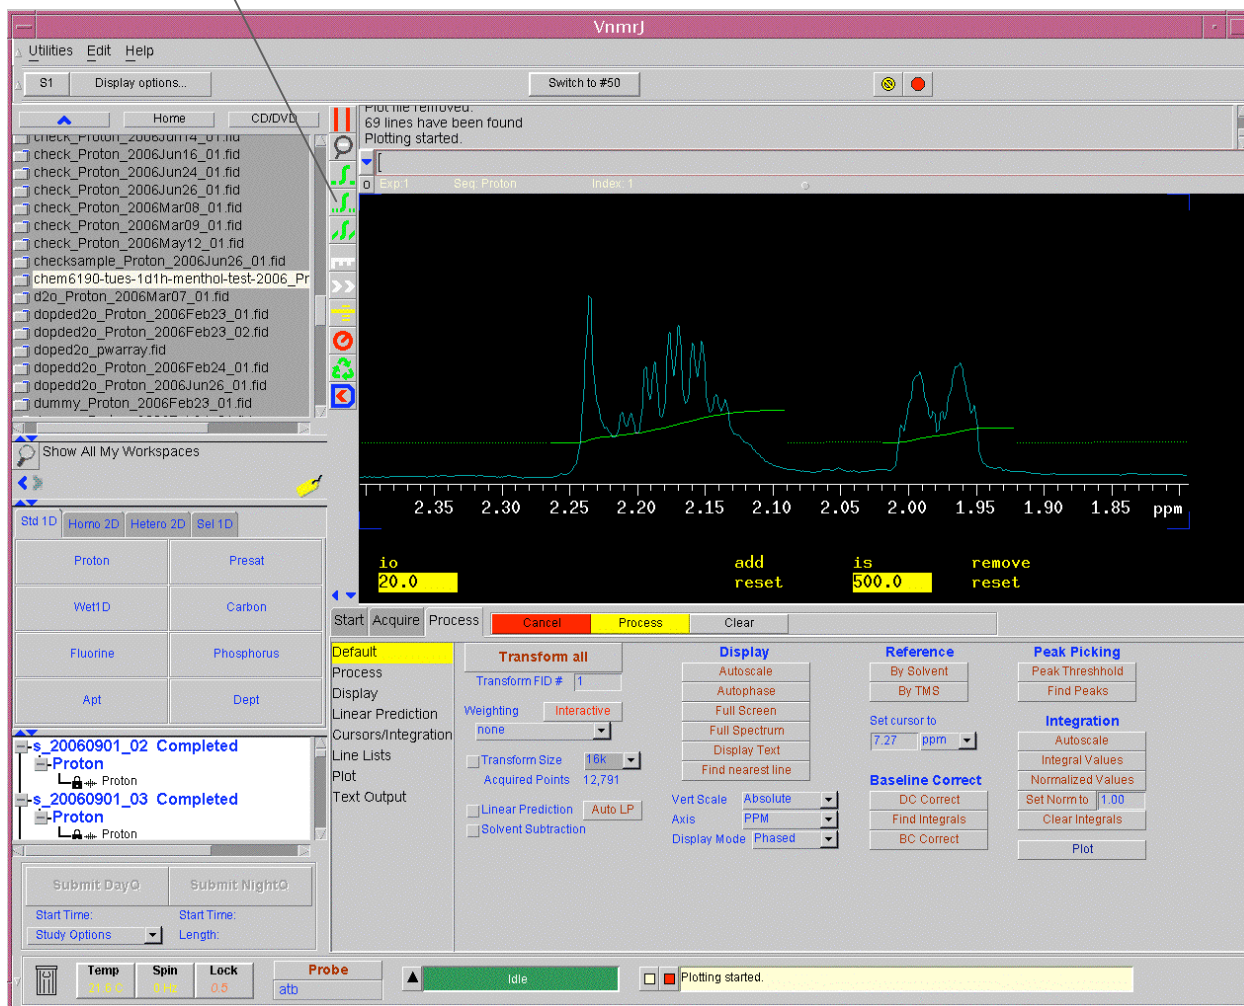 VnmrJ
Utilities Edit Help
S1 Display options... Switch to #50
Home CD/DVD
check_Proton_2006Jun14_01.fid
check_Proton_2006Jun16_01.fid
check_Proton_2006Jun24_01.fid
check_Proton_2006Jun26_01.fid
check_Proton_2006Mar08_01.fid
check_Proton_2006Mar09_01.fid
check_Proton_2006May12_01.fid
checksample_Proton_2006Jun26_01.fid
chem6190-tues-1d1h-menthol-test-2006_Pr
d2o_Proton_2006Mar07_01.fid
dopded2o_Proton_2006Feb23_01.fid
dopded2o_Proton_2006Feb23_02.fid
doped2o_pwarray.fid
dopedd2o_Proton_2006Feb24_01.fid
dopedd2o_Proton_2006Jun26_01.fid
dummy_Proton_2006Feb23_01.fid
Show All My Workspaces
Std 1D Homo 2D Hetero 2D Sel 1D
Proton Presat
Wet1D Carbon
Fluorine Phosphorus
Apt Dept
s_20060901_02 Completed
Proton
Proton
s_20060901_03 Completed
Proton
Proton
Submit DayQ Submit NightQ
Start Time: Start Time:
Study Options Length:
Plot file removed.
69 lines have been found
Plotting started.
[
0 Exp:1 Seq: Proton Index: 1
2.35 2.30 2.25 2.20 2.15 2.10 2.05 2.00 1.95 1.90 1.85 ppm
io add is remove
20.0 reset 500.0 reset
Start Acquire Process Cancel Process Clear
Default
Process
Display
Linear Prediction
Cursors/Integration
Line Lists
Plot
Text Output
Transform all
Transform FID # 1
Weighting Interactive
none
Transform Size 16k
Acquired Points 12,791
Linear Prediction Auto LP
Solvent Subtraction
Display
Autoscale
Autophase
Full Screen
Full Spectrum
Display Text
Find nearest line
Vert Scale Absolute
Axis PPM
Display Mode Phased
Reference
By Solvent
By TMS
Set cursor to
7.27 ppm
Baseline Correct
DC Correct
Find Integrals
BC Correct
Peak Picking
Peak Threshhold
Find Peaks
Integration
Autoscale
Integral Values
Normalized Values
Set Norm to 1.00
Clear Integrals
Plot
Temp Spin Lock Probe
21.6 C 0 Hz 0.5 atb
Idle Plotting started.